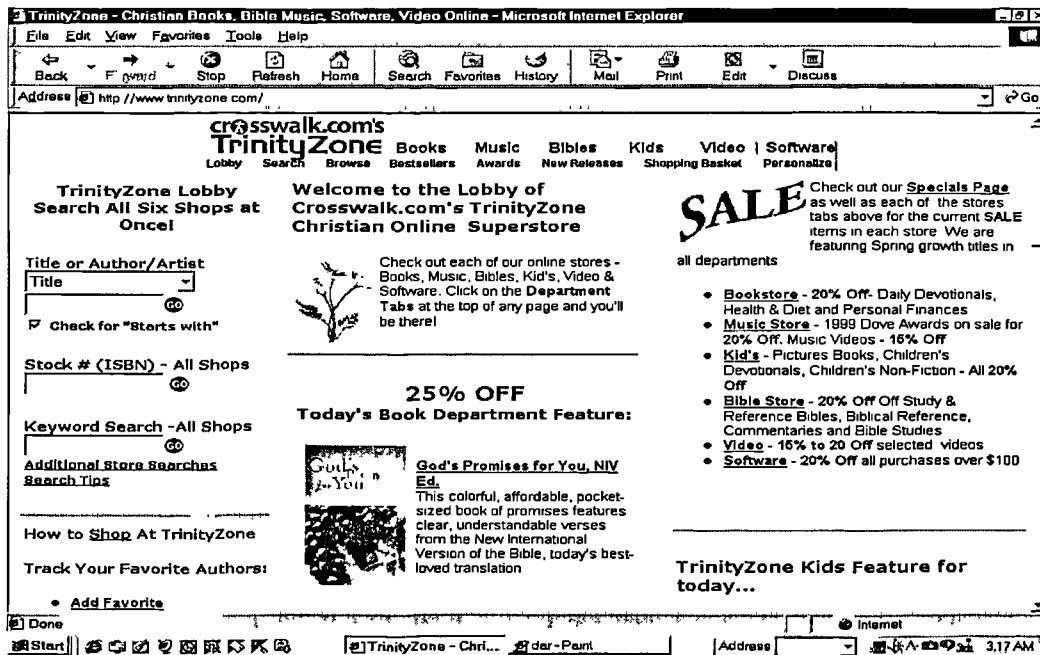 TrinityZone - Christian Books, Bible Music, Software, Video Online - Microsoft Internet Explorer
File Edit View Favorites Tools Help
Back Stop Refresh Home Search Favorites History Mail Print Edit Discuss
Address http //www trinityzone com/ Go
crosswalk.com's
TrinityZone Books Music Bibles Kids Video Software
Lobby Search Browse Bestsellers Awards New Releases Shopping Basket Personalize
TrinityZone Lobby
Search All Six Shops at
Once!
Title or Author/Artist
Title
GO
Check for "Starts with"
Stock # (ISBN) - All Shops
GO
Keyword Search -All Shops
GO
Additional Store Searches
Search Tips
How to Shop At TrinityZone
Track Your Favorite Authors:
• Add Favorite
Welcome to the Lobby of
Crosswalk.com's TrinityZone
Christian Online Superstore
Check out each of our online stores -
Books, Music, Bibles, Kid's, Video &
Software. Click on the Department
Tabs at the top of any page and you'll
be there!
25% OFF
Today's Book Department Feature:
God's
for You
God's Promises for You, NIV
Ed.
This colorful, affordable, pocket-
sized book of promises features
clear, understandable verses
from the New International
Version of the Bible, today's best-
loved translation
SALE
Check out our Specials Page
as well as each of the stores
tabs above for the current SALE
items in each store We are
featuring Spring growth titles in
all departments
• Bookstore - 20% Off- Daily Devotionals,
Health & Diet and Personal Finances
• Music Store - 1999 Dove Awards on sale for
20% Off. Music Videos - 15% Off
• Kid's - Pictures Books, Children's
Devotionals, Children's Non-Fiction - All 20%
Off
• Bible Store - 20% Off Off Study &
Reference Bibles, Biblical Reference,
Commentaries and Bible Studies
• Video - 15% to 20 Off selected videos
• Software - 20% Off all purchases over $100
TrinityZone Kids Feature for
today...
Done Internet
Start TrinityZone - Chri... dar - Paint Address 3.17 AM